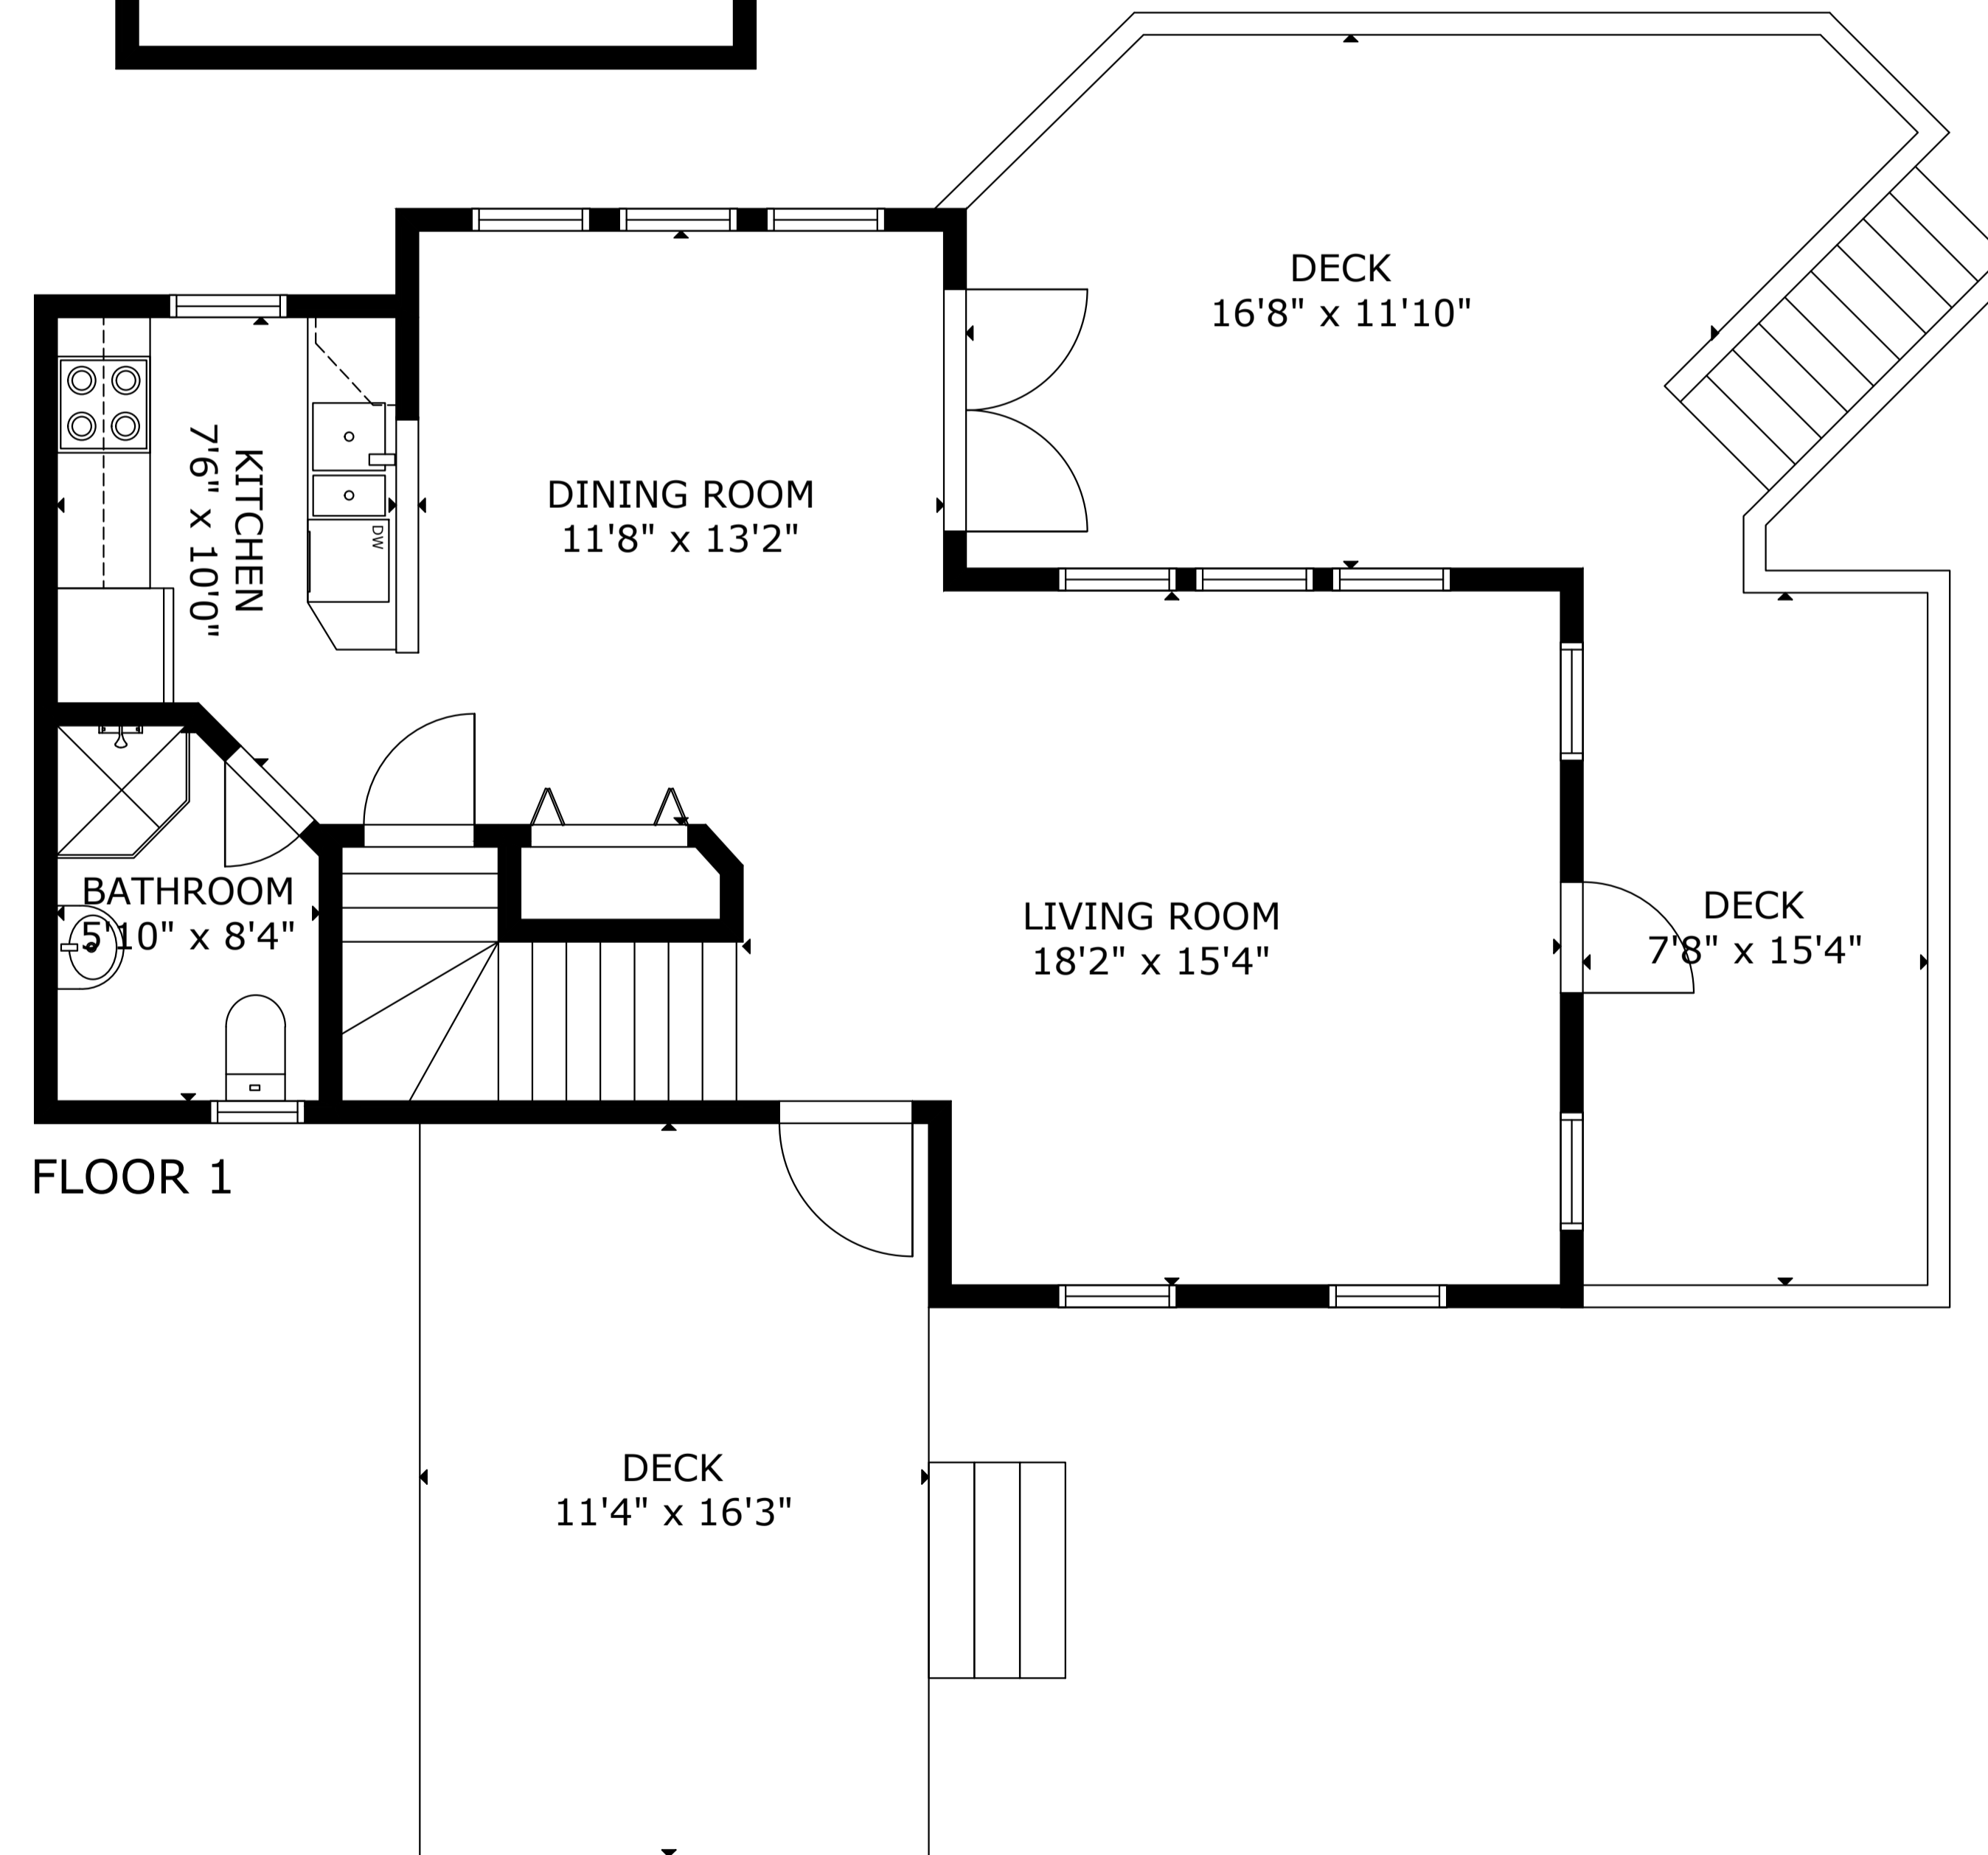 DECK
16'8" x 11'10"
KITCHEN
7'6" x 10'0"
DINING ROOM
11'8" x 13'2"
DW
BATHROOM
5'10" x 8'4"
LIVING ROOM
18'2" x 15'4"
DECK
7'8" x 15'4"
FLOOR 1
DECK
11'4" x 16'3"